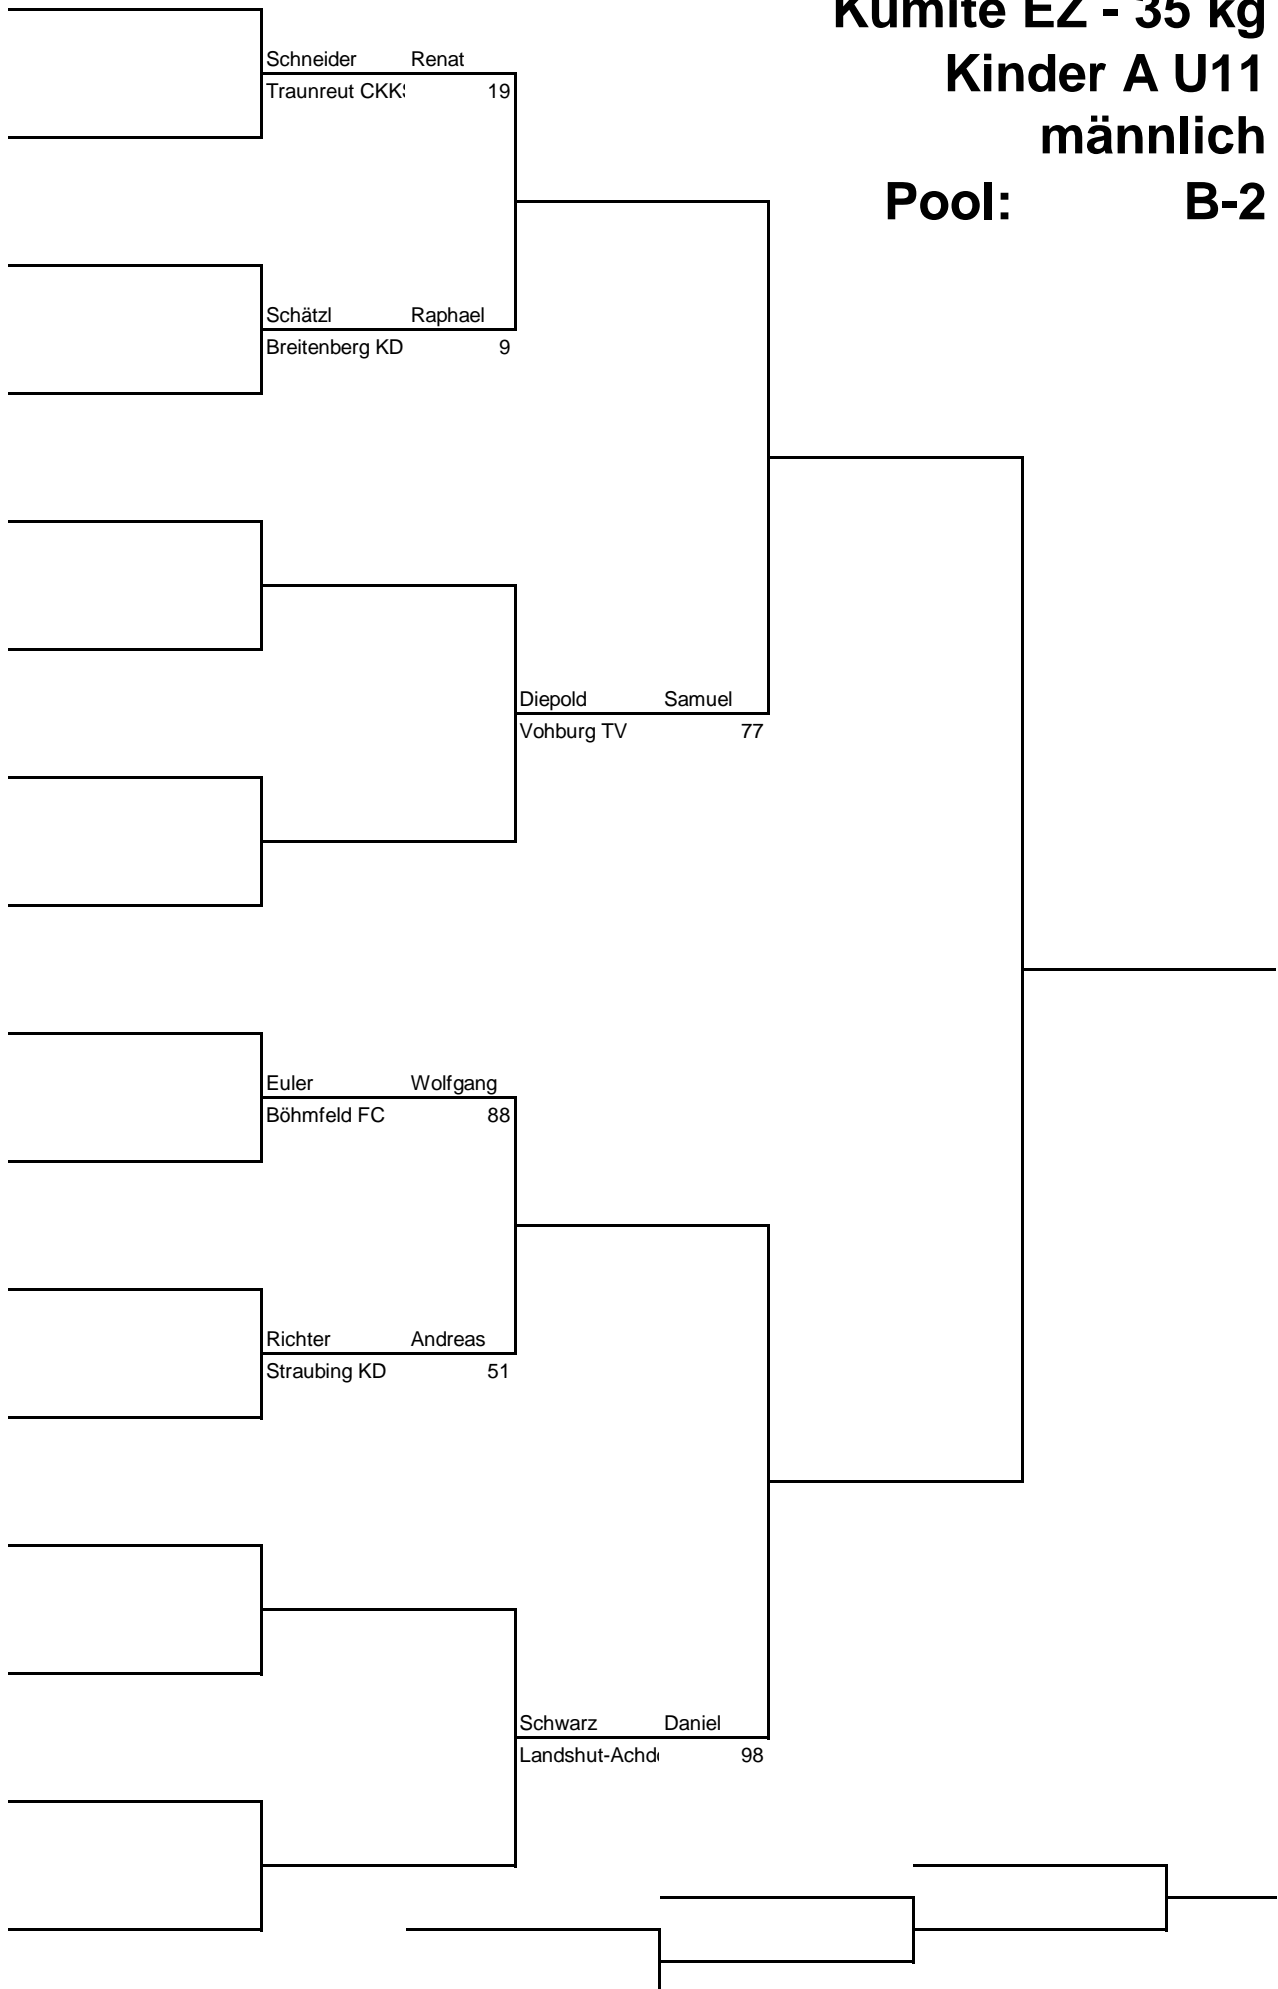 Kumite EZ - 35 kg
Kinder A U11
männlich
Pool: B-2
Schneider Renat
Traunreut CKKS 19
Schätzl Raphael
Breitenberg KD 9
Diepold Samuel
Vohburg TV 77
Euler Wolfgang
Böhmfeld FC 88
Richter Andreas
Straubing KD 51
Schwarz Daniel
Landshut-Achd 98